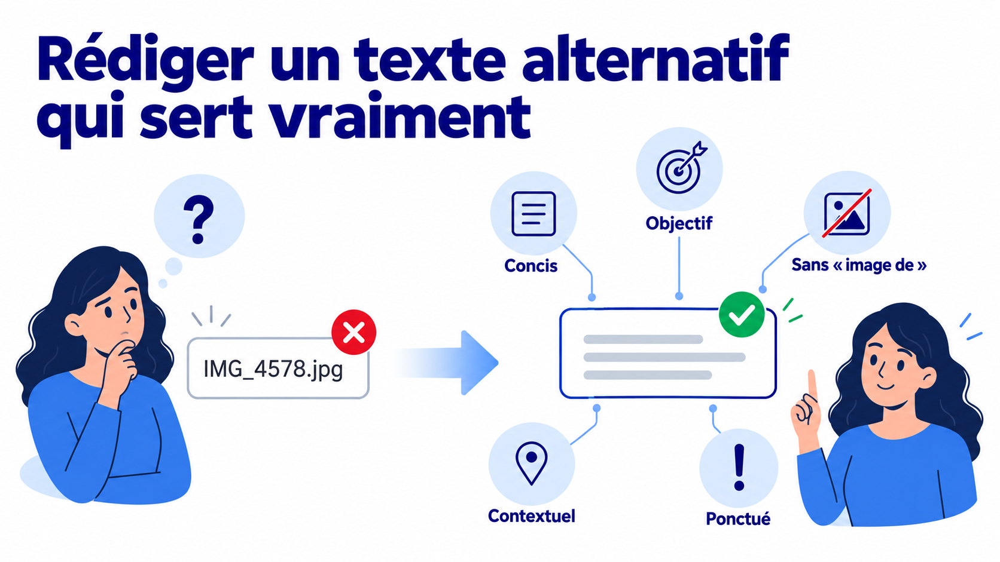 Rédiger un texte alternatif
qui sert vraiment
?
IMG_4578.jpg
Concis
Objectif
Sans « image de »
Contextuel
!
Ponctué